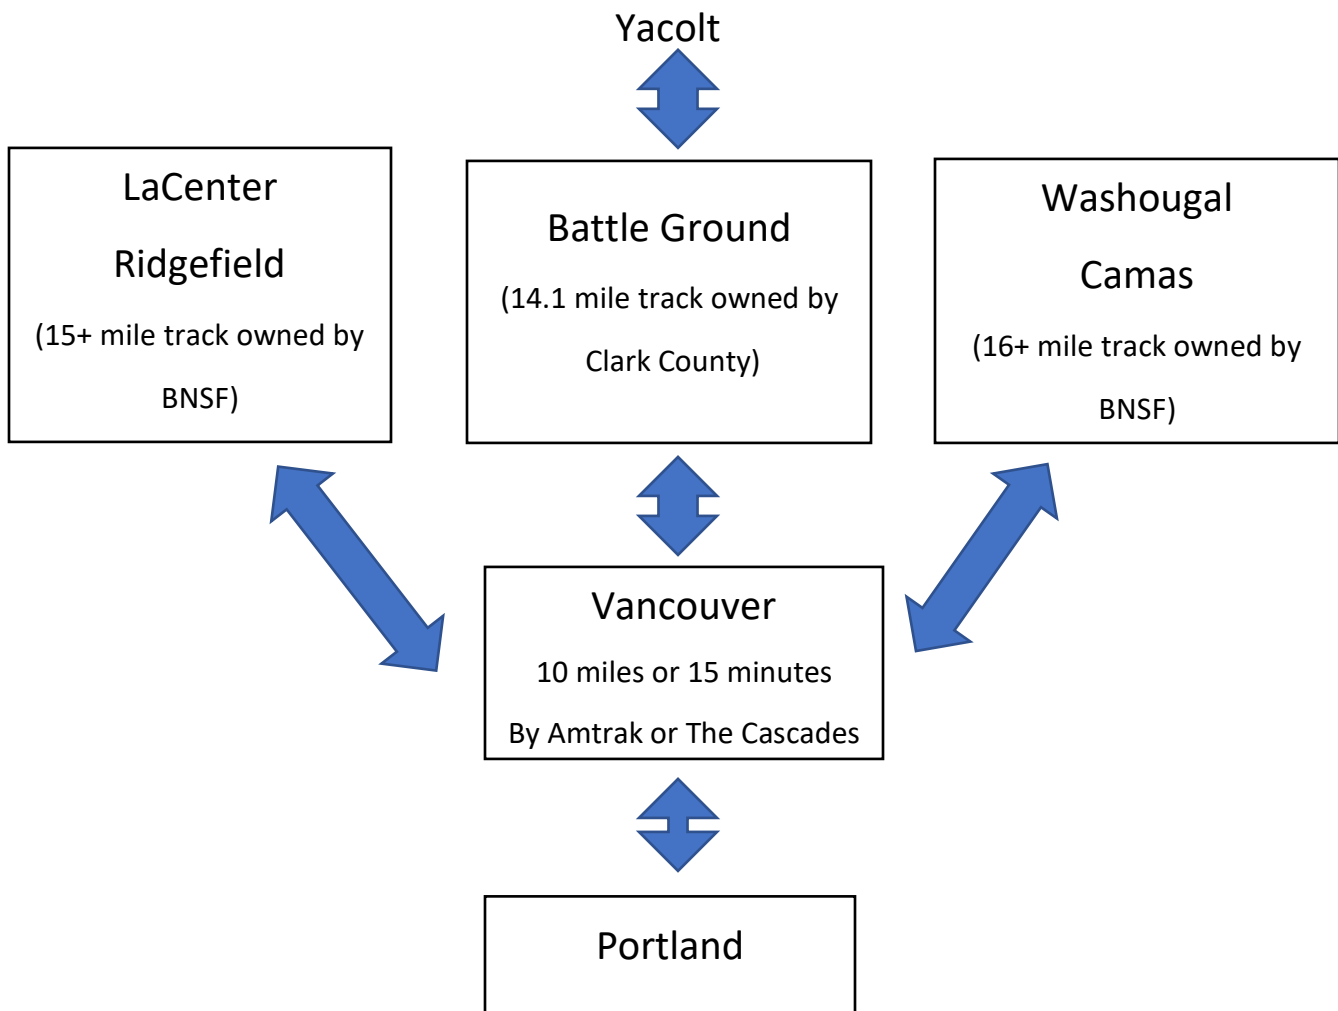 Yacolt
LaCenter
Ridgefield
(15+ mile track owned by
BNSF)
Battle Ground
(14.1 mile track owned by
Clark County)
Washougal
Camas
(16+ mile track owned by
BNSF)
Vancouver
10 miles or 15 minutes
By Amtrak or The Cascades
Portland